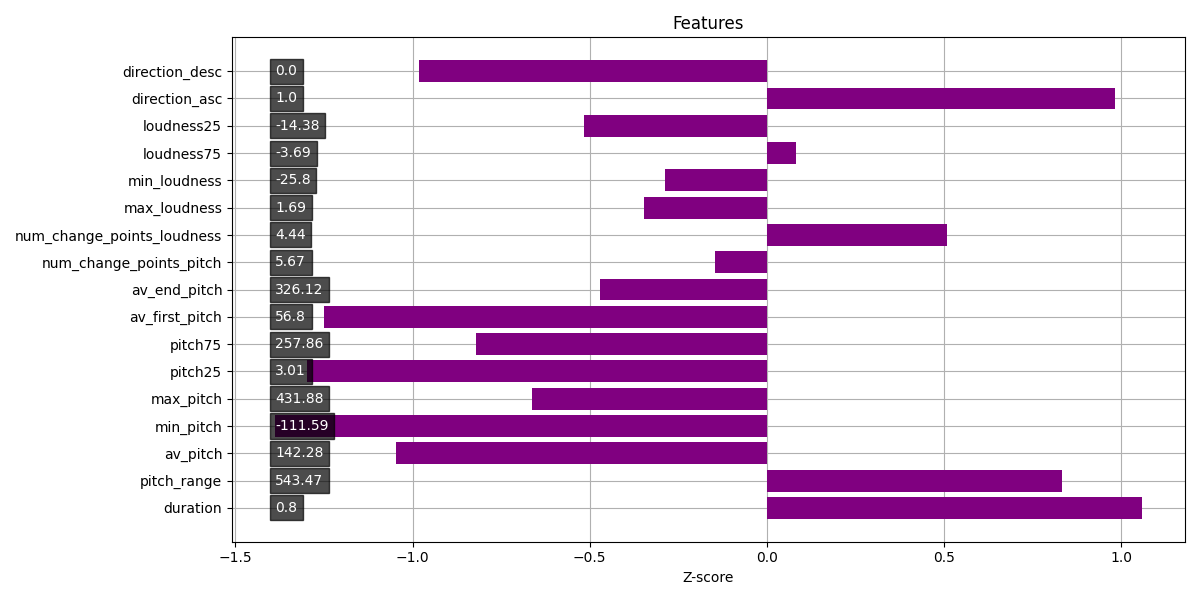 Features
direction_desc 0.0
direction_asc 1.0
loudness25 -14.38
loudness75 -3.69
min_loudness -25.8
max_loudness 1.69
num_change_points_loudness 4.44
num_change_points_pitch 5.67
av_end_pitch 326.12
av_first_pitch 56.8
pitch75 257.86
pitch25 3.01
max_pitch 431.88
min_pitch -111.59
av_pitch 142.28
pitch_range 543.47
duration 0.8
−1.5 −1.0 −0.5 0.0 0.5 1.0
Z-score